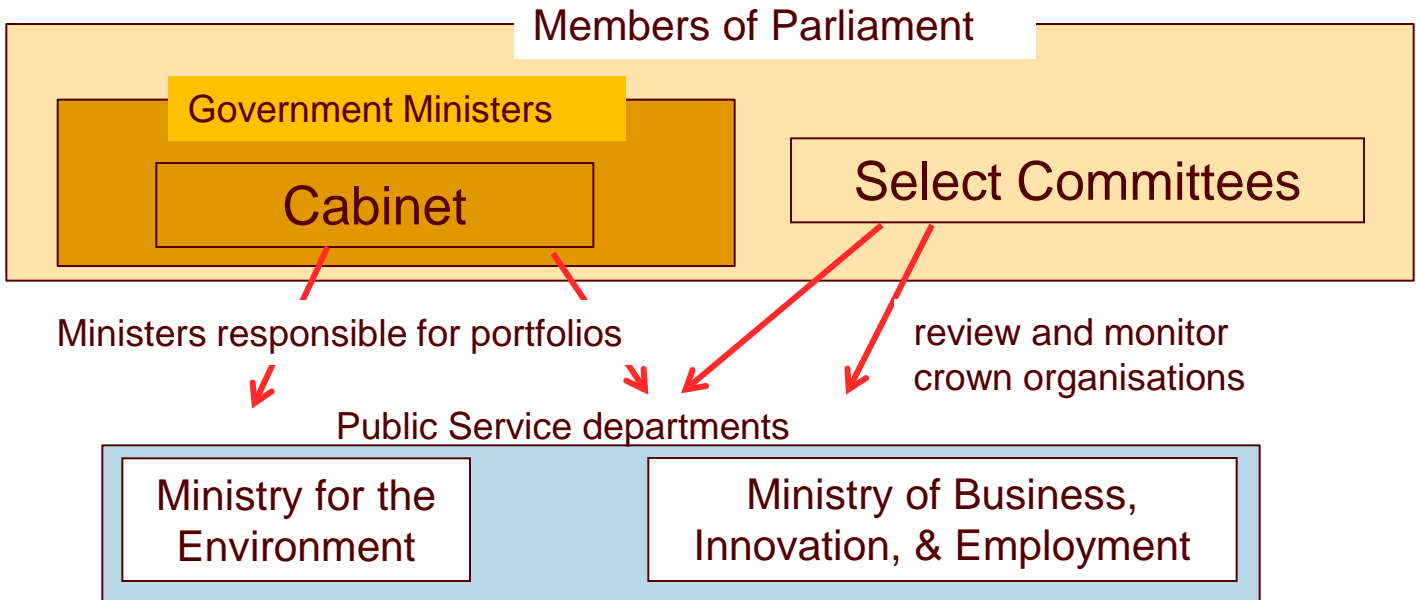 Members of Parliament
Government Ministers
Cabinet
Select Committees
Ministers responsible for portfolios
review and monitor
crown organisations
Public Service departments
Ministry for the
Environment
Ministry of Business,
Innovation, & Employment